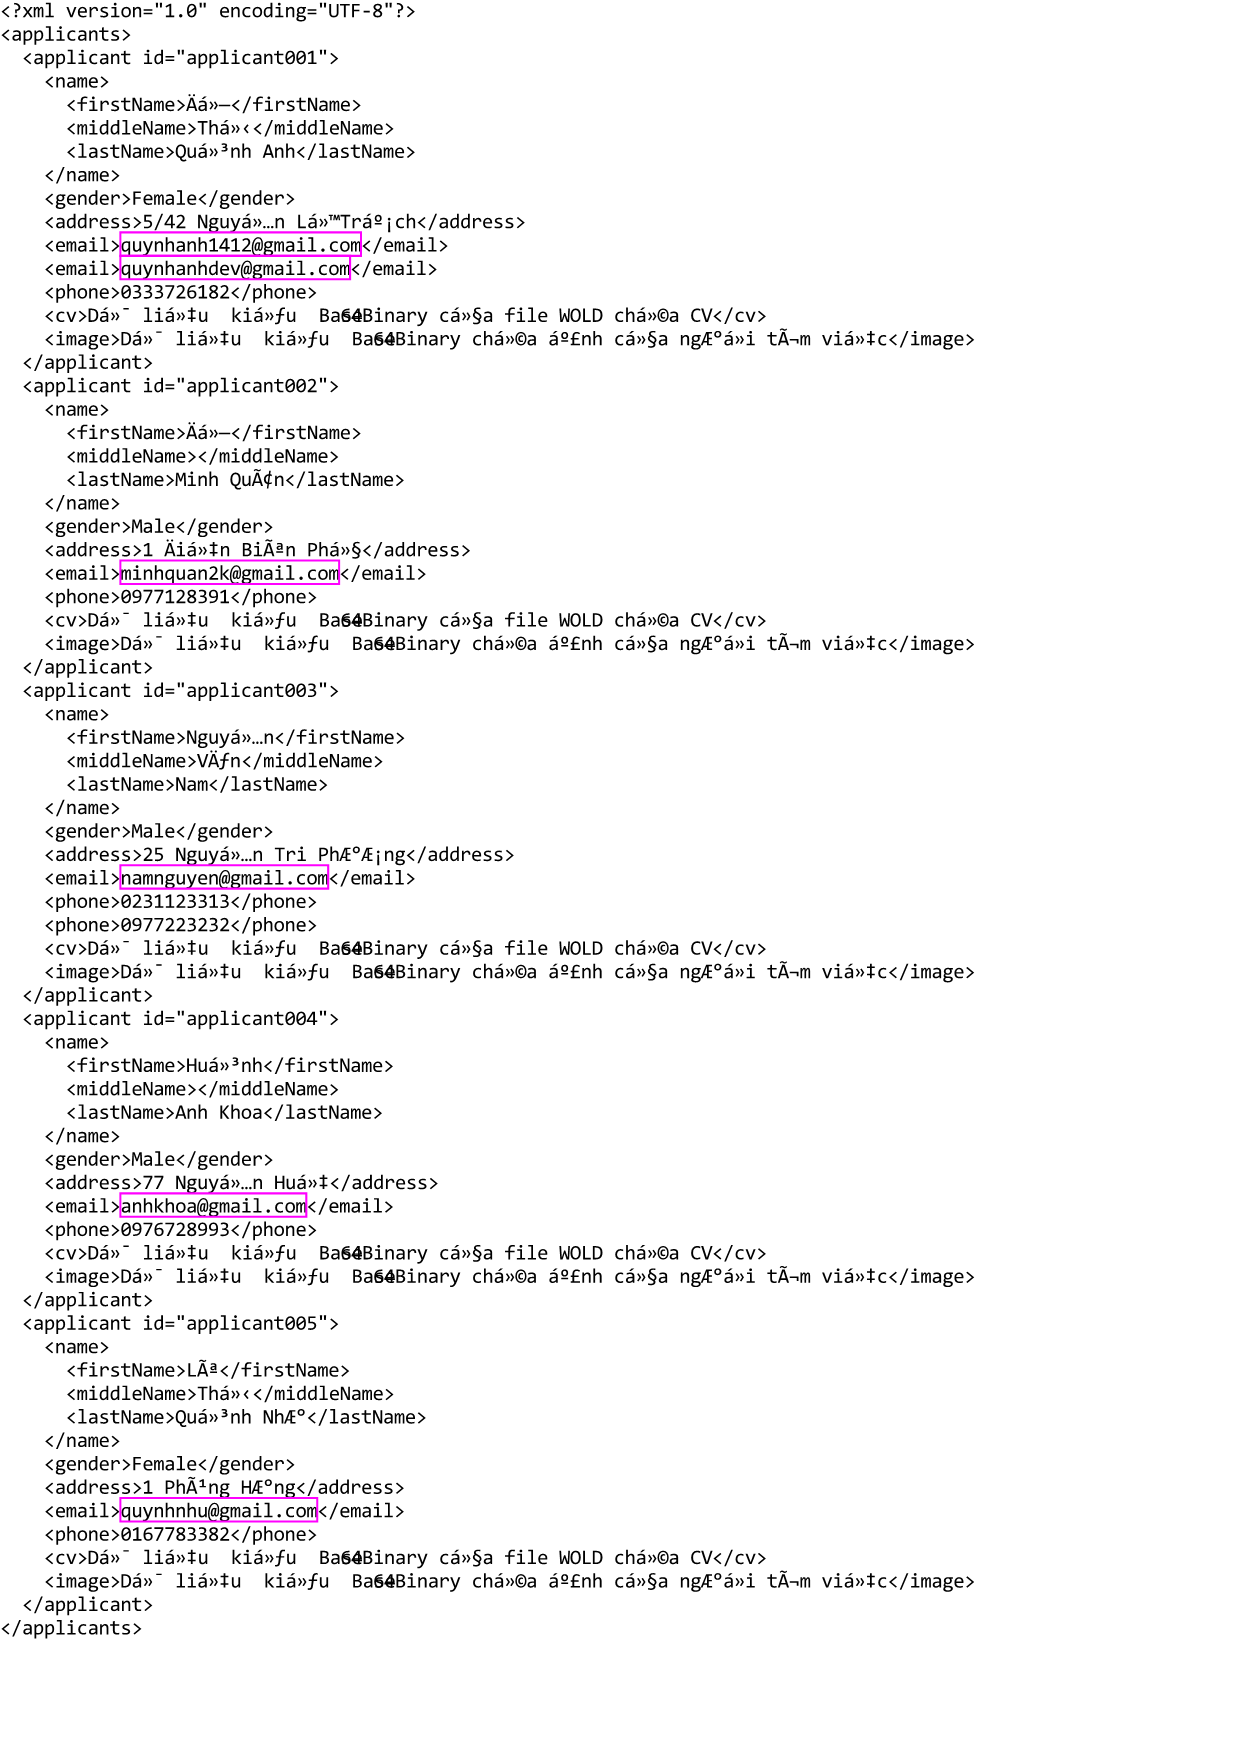 <?xml version="1.0" encoding="UTF-8"?>
<applicants>
<applicant id="applicant001">
<name>
<firstName>Äá»—</firstName>
<middleName>Thá»‹</middleName>
<lastName>Quá»³nh Anh</lastName>
</name>
<gender>Female</gender>
<address>5/42 Nguyá»…n Lá»™Tráº¡ch</address>
<email>quynhanh1412@gmail.com</email>
<email>quynhanhdev@gmail.com</email>
<phone>0333726182</phone>
<cv>Dá»¯ liá»‡u kiá»ƒu Base64Binary cá»§a file WOLD chá»©a CV</cv>
<image>Dá»¯ liá»‡u kiá»ƒu Base64Binary chá»©a áº£nh cá»§a ngÆ°á»i tÃ¬m viá»‡c</image>
</applicant>
<applicant id="applicant002">
<name>
<firstName>Äá»—</firstName>
<middleName></middleName>
<lastName>Minh QuÃ¢n</lastName>
</name>
<gender>Male</gender>
<address>1 Äiá»‡n BiÃªn Phá»§</address>
<email>minhquan2k@gmail.com</email>
<phone>0977128391</phone>
<cv>Dá»¯ liá»‡u kiá»ƒu Base64Binary cá»§a file WOLD chá»©a CV</cv>
<image>Dá»¯ liá»‡u kiá»ƒu Base64Binary chá»©a áº£nh cá»§a ngÆ°á»i tÃ¬m viá»‡c</image>
</applicant>
<applicant id="applicant003">
<name>
<firstName>Nguyá»…n</firstName>
<middleName>VÄƒn</middleName>
<lastName>Nam</lastName>
</name>
<gender>Male</gender>
<address>25 Nguyá»…n Tri PhÆ°Æ¡ng</address>
<email>namnguyen@gmail.com</email>
<phone>0231123313</phone>
<phone>0977223232</phone>
<cv>Dá»¯ liá»‡u kiá»ƒu Base64Binary cá»§a file WOLD chá»©a CV</cv>
<image>Dá»¯ liá»‡u kiá»ƒu Base64Binary chá»©a áº£nh cá»§a ngÆ°á»i tÃ¬m viá»‡c</image>
</applicant>
<applicant id="applicant004">
<name>
<firstName>Huá»³nh</firstName>
<middleName></middleName>
<lastName>Anh Khoa</lastName>
</name>
<gender>Male</gender>
<address>77 Nguyá»…n Huá»‡</address>
<email>anhkhoa@gmail.com</email>
<phone>0976728993</phone>
<cv>Dá»¯ liá»‡u kiá»ƒu Base64Binary cá»§a file WOLD chá»©a CV</cv>
<image>Dá»¯ liá»‡u kiá»ƒu Base64Binary chá»©a áº£nh cá»§a ngÆ°á»i tÃ¬m viá»‡c</image>
</applicant>
<applicant id="applicant005">
<name>
<firstName>LÃª</firstName>
<middleName>Thá»‹</middleName>
<lastName>Quá»³nh NhÆ°</lastName>
</name>
<gender>Female</gender>
<address>1 PhÃ¹ng HÆ°ng</address>
<email>quynhnhu@gmail.com</email>
<phone>0167783382</phone>
<cv>Dá»¯ liá»‡u kiá»ƒu Base64Binary cá»§a file WOLD chá»©a CV</cv>
<image>Dá»¯ liá»‡u kiá»ƒu Base64Binary chá»©a áº£nh cá»§a ngÆ°á»i tÃ¬m viá»‡c</image>
</applicant>
</applicants>